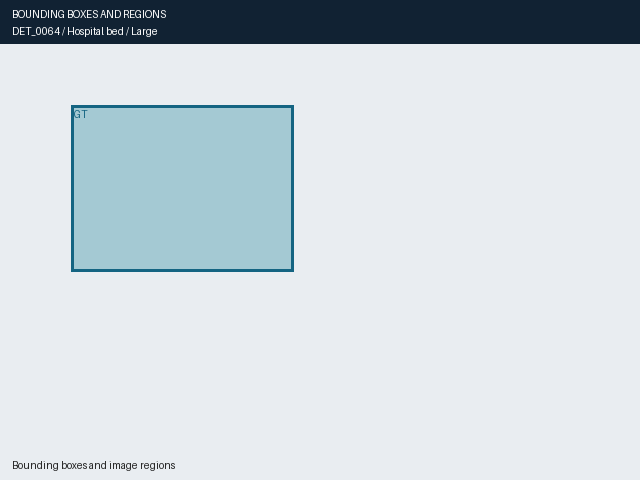 BOUNDING BOXES AND REGIONS
DET_0064 / Hospital bed / Large
GT
Bounding boxes and image regions